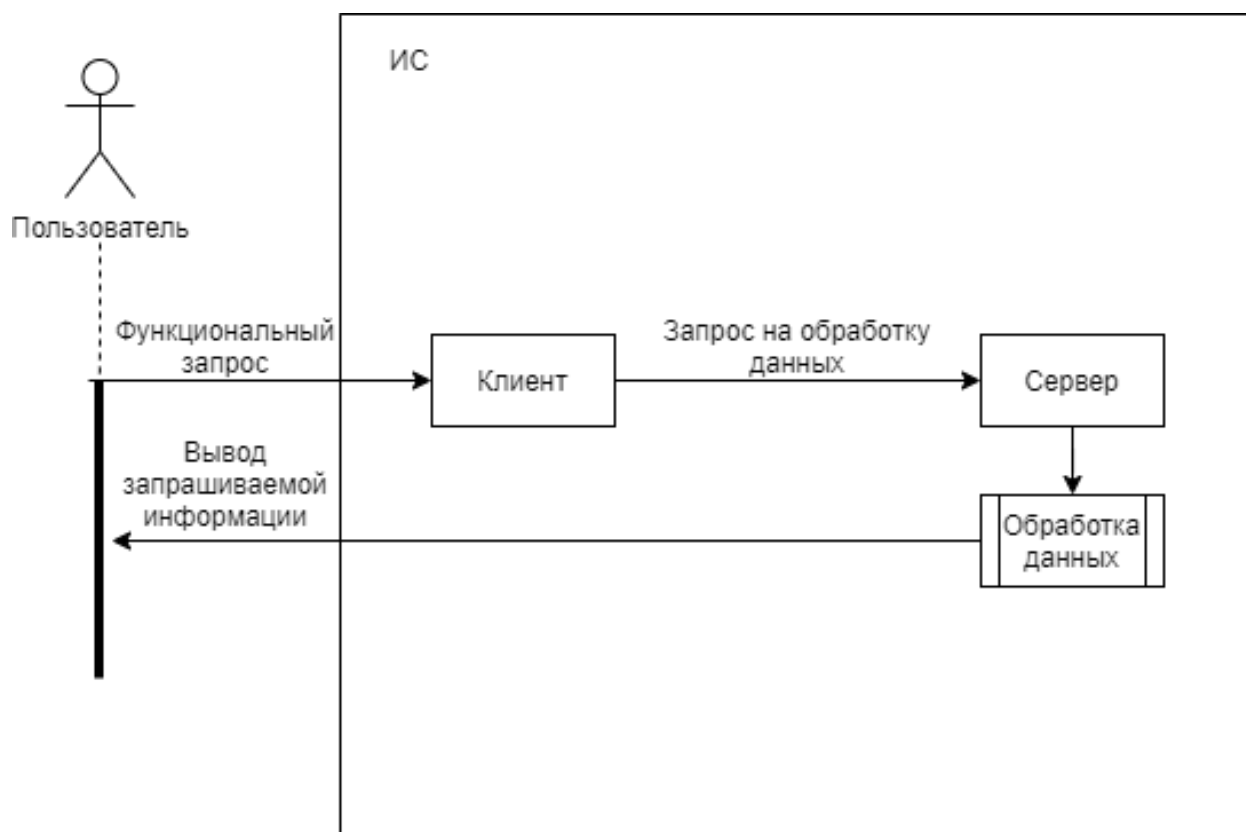 ИС
Пользователь
Функциональный
запрос
Запрос на обработку
данных
Клиент
Сервер
Вывод
запрашиваемой
информации
Обработка
данных